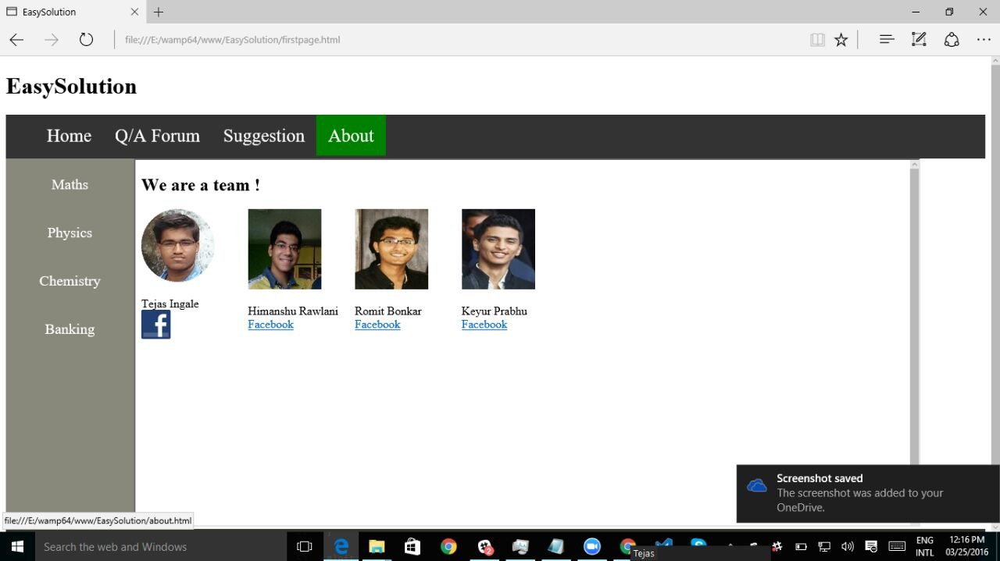 EasySolution
file:///E:/wamp64/www/EasySolution/firstpage.html
EasySolution
Home Q/A Forum Suggestion About
Maths
Physics
Chemistry
Banking
We are a team !
Tejas Ingale
Himanshu Rawlani
Facebook
Romit Bonkar
Facebook
Keyur Prabhu
Facebook
Screenshot saved
The screenshot was added to your
OneDrive.
file:///E:/wamp64/www/EasySolution/about.html
Search the web and Windows
2
Tejas
ENG
INTL
12:16 PM
03/25/2016